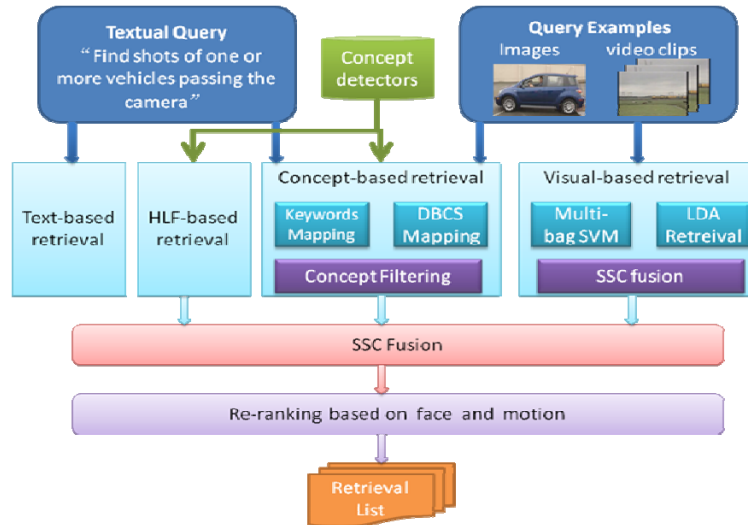 Textual Query
“Find shots of one or
more vehicles passing the
camera”
Concept
detectors
Query Examples
Images
video clips
Text-based
retrieval
HLF-based
retrieval
Concept-based retrieval
Keywords
Mapping
DBCS
Mapping
Concept Filtering
Visual-based retrieval
Multi-
bag SVM
LDA
Retreival
SSC fusion
SSC Fusion
Re-ranking based on face and motion
Retrieval
List